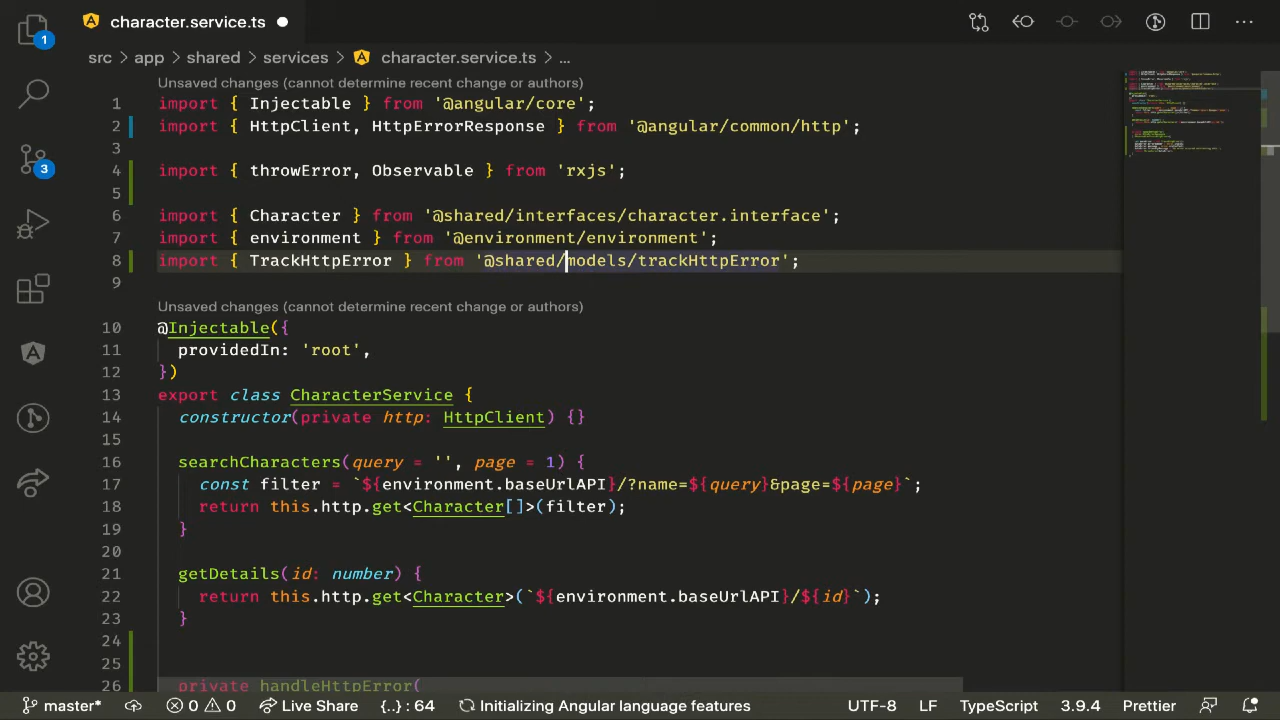 character.service.ts
1
src > app > shared > services > character.service.ts > ...
Unsaved changes (cannot determine recent change or authors)
1 import { Injectable } from '@angular/core';
2 import { HttpClient, HttpErrorResponse } from '@angular/common/http';
3
4 import { throwError, Observable } from 'rxjs';
5
6 import { Character } from '@shared/interfaces/character.interface';
7 import { environment } from '@environment/environment';
8 import { TrackHttpError } from '@shared/models/trackHttpError';
9
Unsaved changes (cannot determine recent change or authors)
10 @Injectable({
11 providedIn: 'root',
12 })
13 export class CharacterService {
14 constructor(private http: HttpClient) {}
15
16 searchCharacters(query = '', page = 1) {
17 const filter = `${environment.baseUrlAPI}/?name=${query}&page=${page}`;
18 return this.http.get<Character[]>(filter);
19 }
20
21 getDetails(id: number) {
22 return this.http.get<Character>(`${environment.baseUrlAPI}/${id}`);
23 }
24
25
26 private handleHttpError(
3
master* 0 0 Live Share {..} : 64 Initializing Angular language features UTF-8 LF TypeScript 3.9.4 Prettier